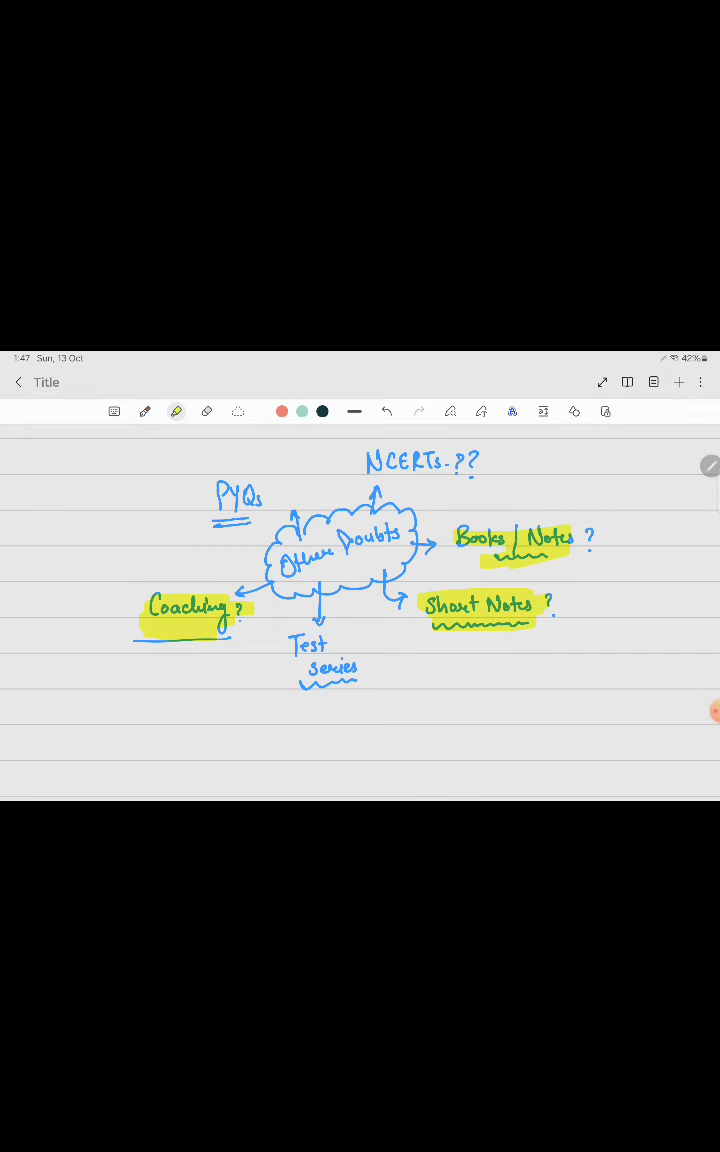 1:47 Sun, 13 Oct
42%
Title
NCERTs-??
PYQs
Other Doubts
Books / Notes ?
Coaching ?
Short Notes ?
Test
series